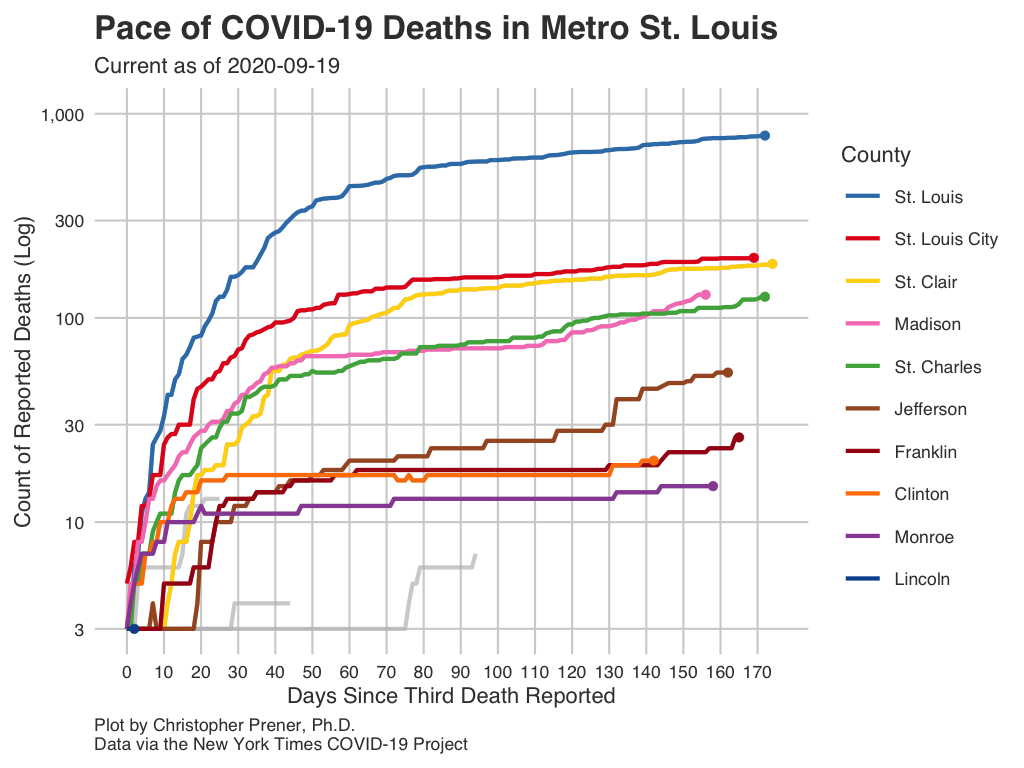 Pace of COVID-19 Deaths in Metro St. Louis
Current as of 2020-09-19
Count of Reported Deaths (Log)
1,000
300
100
30
10
3
0 10 20 30 40 50 60 70 80 90 100 110 120 130 140 150 160 170
Days Since Third Death Reported
County
St. Louis
St. Louis City
St. Clair
Madison
St. Charles
Jefferson
Franklin
Clinton
Monroe
Lincoln
Plot by Christopher Prener, Ph.D.
Data via the New York Times COVID-19 Project